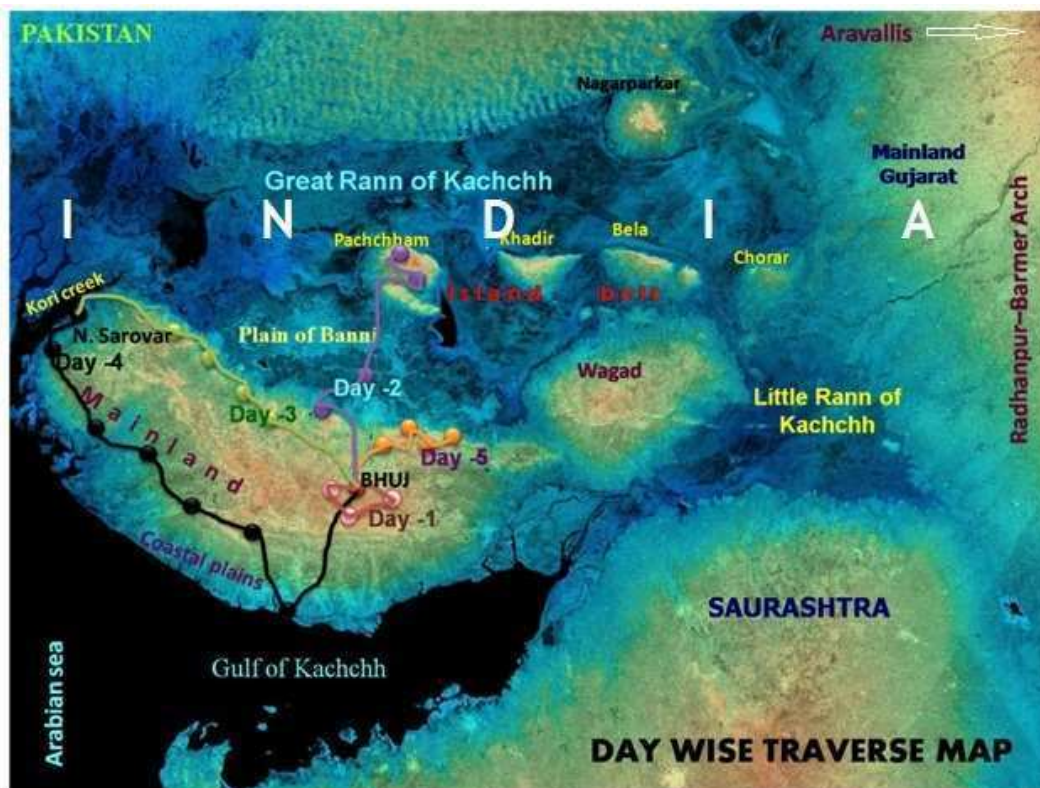 PAKISTAN
Aravallis
Nagarparkar
Mainland
Gujarat
Great Rann of Kachchh
I N D I A
Pachchham
Khadir
Bela
Chorar
Island belt
Kori creek
N. Sarovar
Plain of Banni
Radhanpur-Barmer Arch
Day -4
Wagad
Day -2
Little Rann of
Kachchh
Mainland
Day -3
Day -5
BHUJ
Day -1
Coastal plains
SAURASHTRA
Gulf of Kachchh
Arabian sea
DAY WISE TRAVERSE MAP